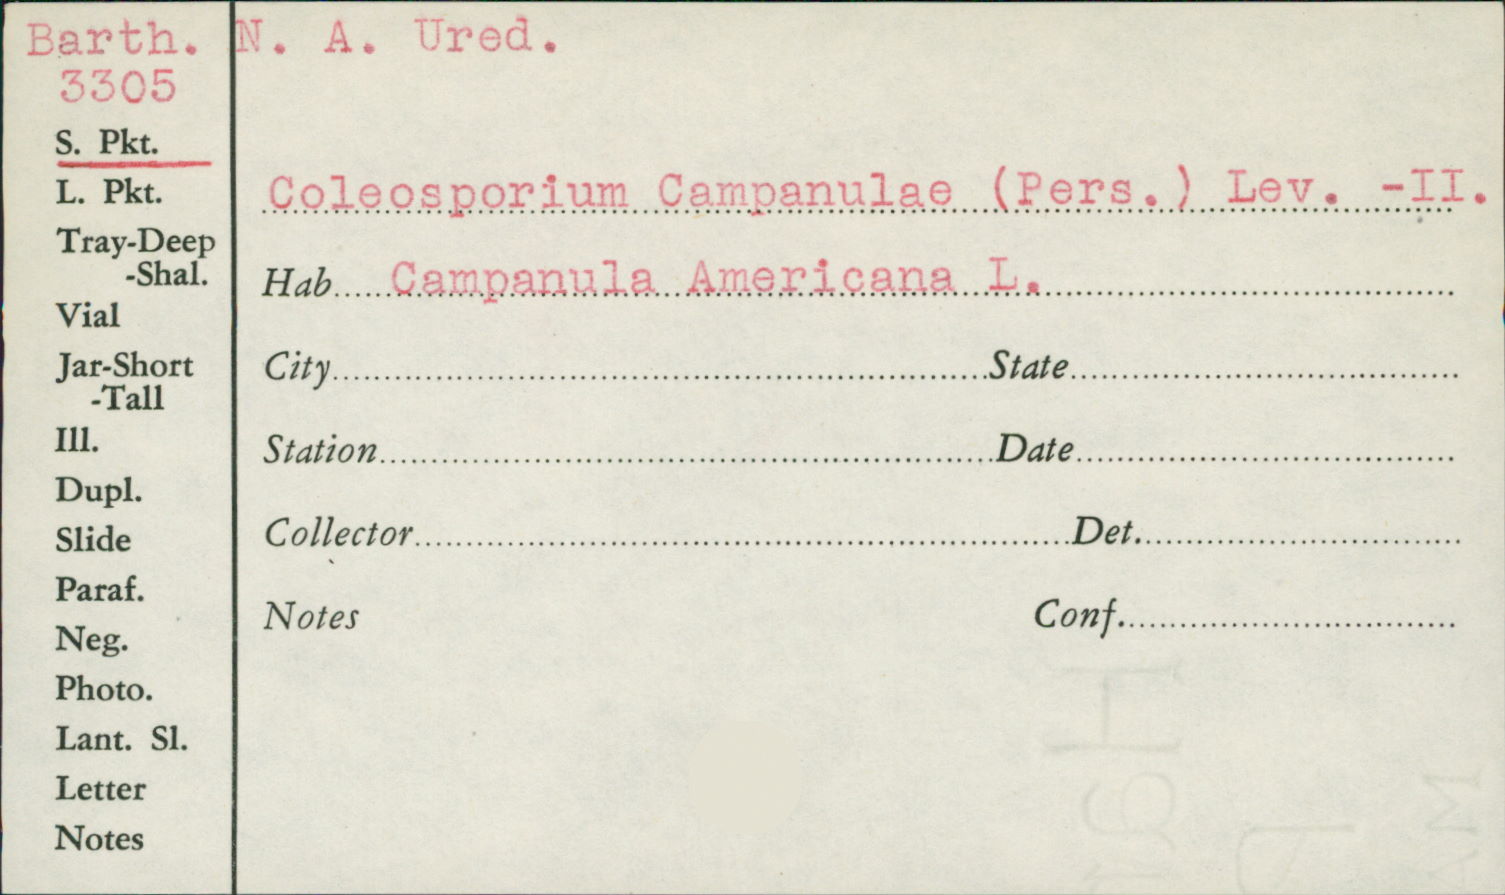 Barth. N. A. Ured.
3305
S. Pkt.
L. Pkt.
Tray-Deep
-Shal.
Vial
Jar-Short
-Tall
Ill.
Dupl.
Slide
Paraf.
Neg.
Photo.
Lant. Sl.
Letter
Notes
Coleosporium Campanulae (Pers.) Lev. -II.
Hab Campanula Americana L.
City State
Station Date
Collector Det.
Notes Conf.